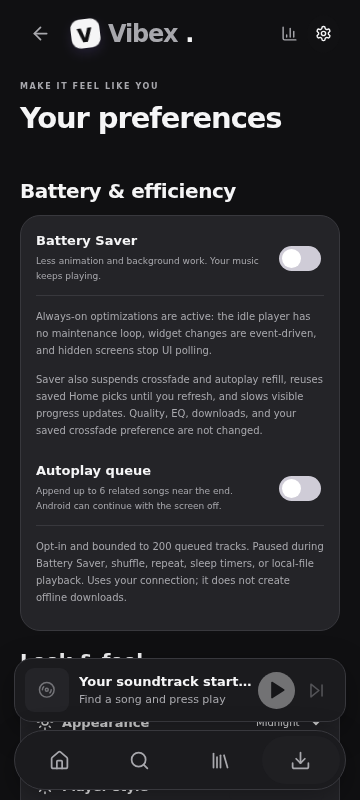 V Vibex .
MAKE IT FEEL LIKE YOU
Your preferences
Battery & efficiency
Battery Saver
Less animation and background work. Your music
keeps playing.
Always-on optimizations are active: the idle player has
no maintenance loop, widget changes are event-driven,
and hidden screens stop UI polling.
Saver also suspends crossfade and autoplay refill, reuses
saved Home picks until you refresh, and slows visible
progress updates. Quality, EQ, downloads, and your
saved crossfade preference are not changed.
Autoplay queue
Append up to 6 related songs near the end.
Android can continue with the screen off.
Opt-in and bounded to 200 queued tracks. Paused during
Battery Saver, shuffle, repeat, sleep timers, or local-file
playback. Uses your connection; it does not create
offline downloads.
Look & feel
Your soundtrack start…
Find a song and press play
Appearance
Midnight
Player style